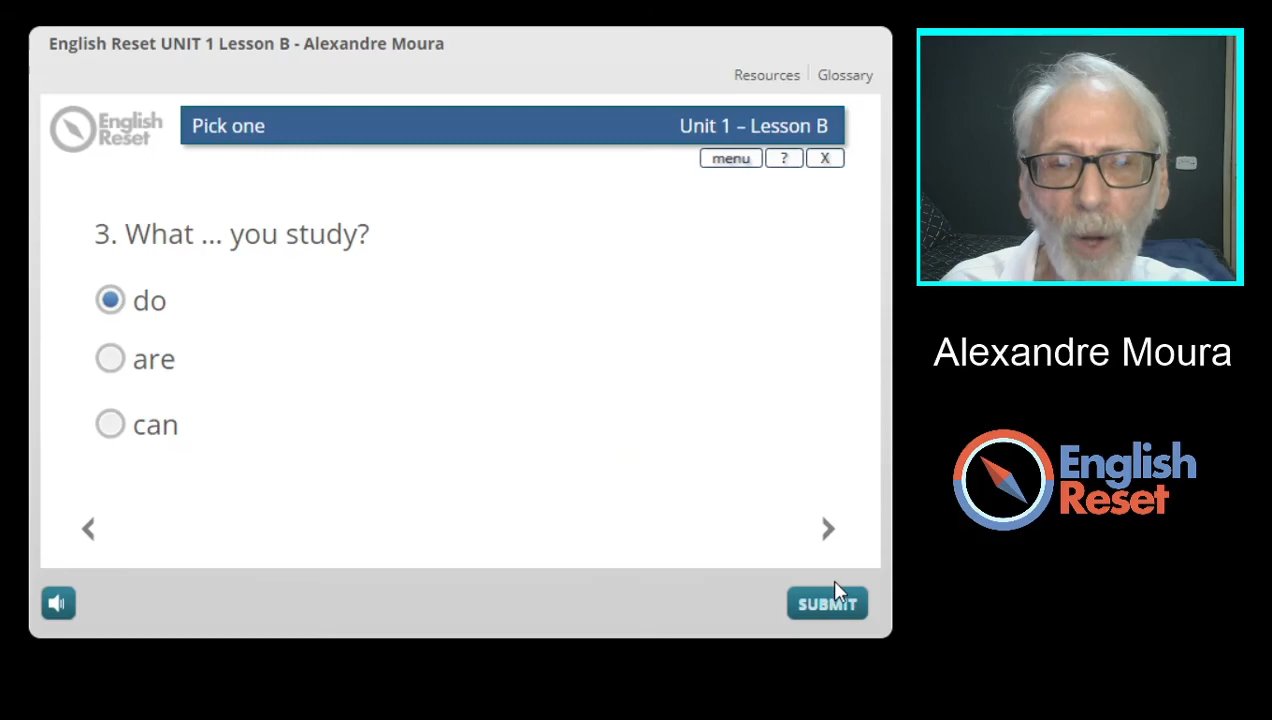 English Reset UNIT 1 Lesson B - Alexandre Moura
Resources
Glossary
English
Reset
Pick one
Unit 1 – Lesson B
menu
?
X
3. What ... you study?
do
are
can
SUBMIT
Alexandre Moura
English
Reset